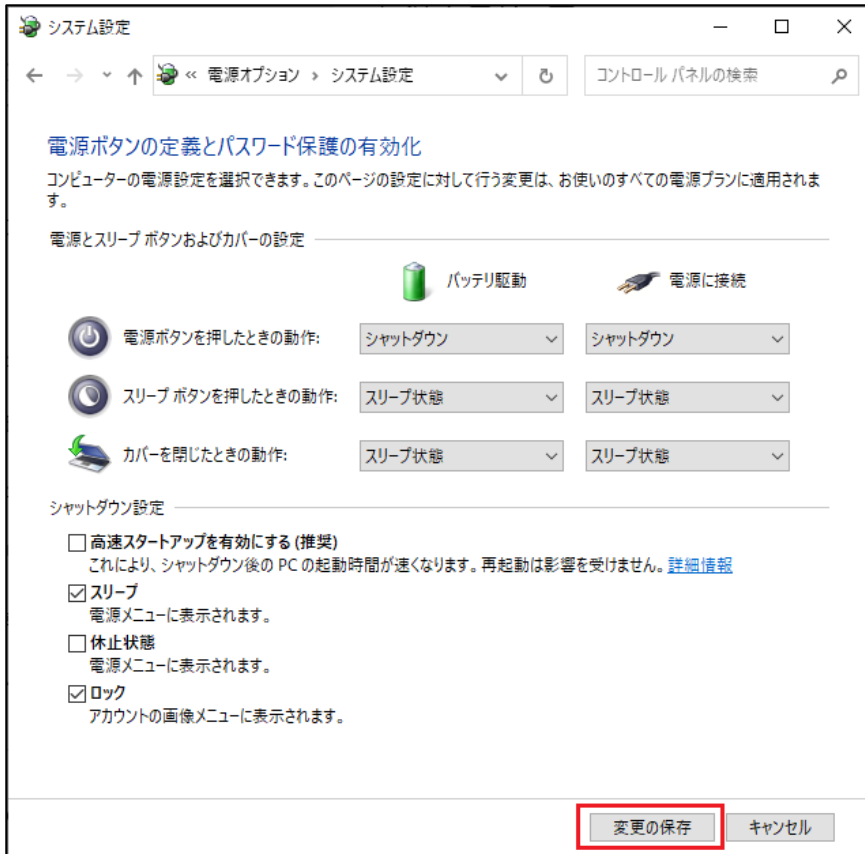 システム設定
« 電源オプション › システム設定
コントロール パネルの検索
電源ボタンの定義とパスワード保護の有効化
コンピューターの電源設定を選択できます。このページの設定に対して行う変更は、お使いのすべての電源プランに適用されま
す。
電源とスリープ ボタンおよびカバーの設定
バッテリ駆動
電源に接続
電源ボタンを押したときの動作:
シャットダウン
シャットダウン
スリープ ボタンを押したときの動作:
スリープ状態
スリープ状態
カバーを閉じたときの動作:
スリープ状態
スリープ状態
シャットダウン設定
高速スタートアップを有効にする (推奨)
これにより、シャットダウン後の PC の起動時間が速くなります。再起動は影響を受けません。詳細情報
スリープ
電源メニューに表示されます。
休止状態
電源メニューに表示されます。
ロック
アカウントの画像メニューに表示されます。
変更の保存
キャンセル